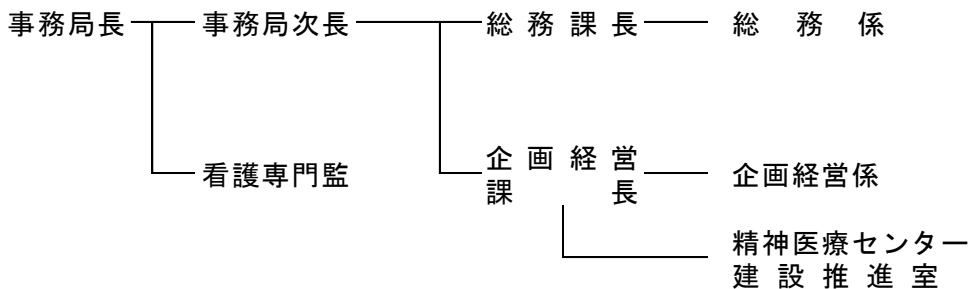 事務局長 事務局次長 総務課長 総務係
看護専門監 企画経営 企画経営係
課長
精神医療センター
建設推進室